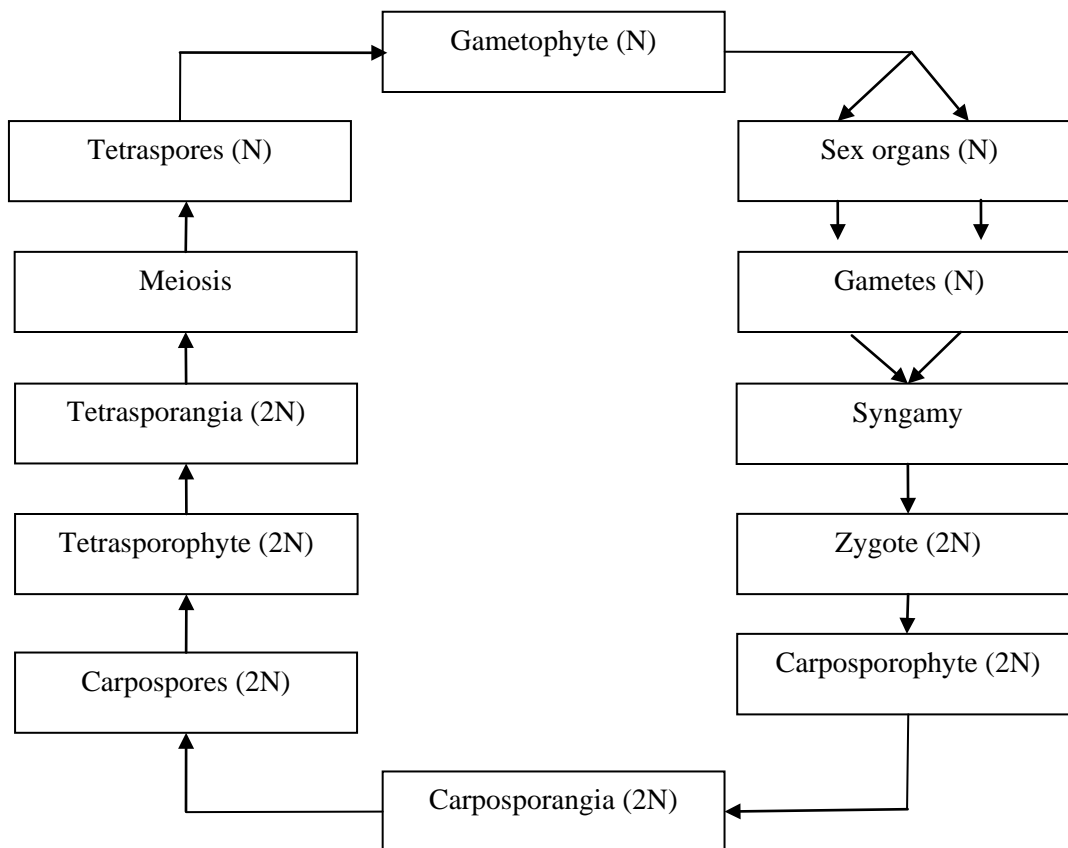 Gametophyte (N)
Tetraspores (N)
Sex organs (N)
Meiosis
Gametes (N)
Tetrasporangia (2N)
Syngamy
Tetrasporophyte (2N)
Zygote (2N)
Carpospores (2N)
Carposporophyte (2N)
Carposporangia (2N)